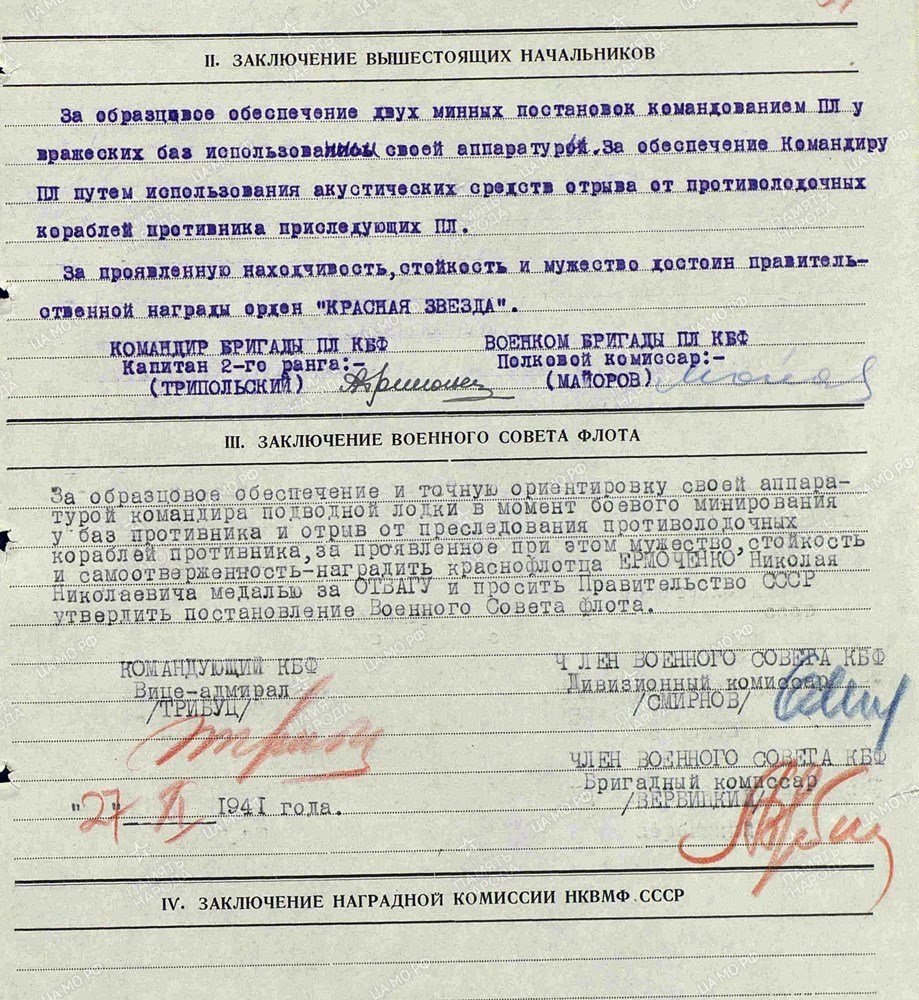 II. ЗАКЛЮЧЕНИЕ ВЫШЕСТОЯЩИХ НАЧАЛЬНИКОВ
За образцовое обеспечение двух минных постановок командованием ПЛ у
вражеских баз использованной своей аппаратурой. За обеспечение Командиру
ПЛ путем использования акустических средств отрыва от противолодочных
кораблей противника приследующих ПЛ.
За проявленную находчивость, стойкость и мужество достоин правитель-
ственной награды орден "КРАСНАЯ ЗВЕЗДА".
КОМАНДИР БРИГАДЫ ПЛ КБФ
Капитан 2-го ранга:-
(ТРИПОЛЬСКИЙ)
ВОЕНКОМ БРИГАДЫ ПЛ КБФ
Полковой комиссар:-
(МАЙОРОВ)
III. ЗАКЛЮЧЕНИЕ ВОЕННОГО СОВЕТА ФЛОТА
За образцовое обеспечение и точную ориентировку своей аппара-
турой командира подводной лодки в момент боевого минирования
у баз противника и отрыв от преследования противолодочных
кораблей противника, за проявленное при этом мужество, стойкость
и самоотверженность-наградить краснофлотца ЕРМОЧЕНКО Николая
Николаевича медалью за ОТВАГУ и просить Правительство СССР
утвердить постановление Военного Совета флота.
КОМАНДУЮЩИЙ КБФ
Вице-адмирал
/ТРИБУЦ/
ЧЛЕН ВОЕННОГО СОВЕТА КБФ
Дивизионный комиссар
/СМИРНОВ/
ЧЛЕН ВОЕННОГО СОВЕТА КБФ
Бригадный комиссар
/ВЕРБИЦКИЙ/
"27" 1941 года.
IV. ЗАКЛЮЧЕНИЕ НАГРАДНОЙ КОМИССИИ НКВМФ СССР